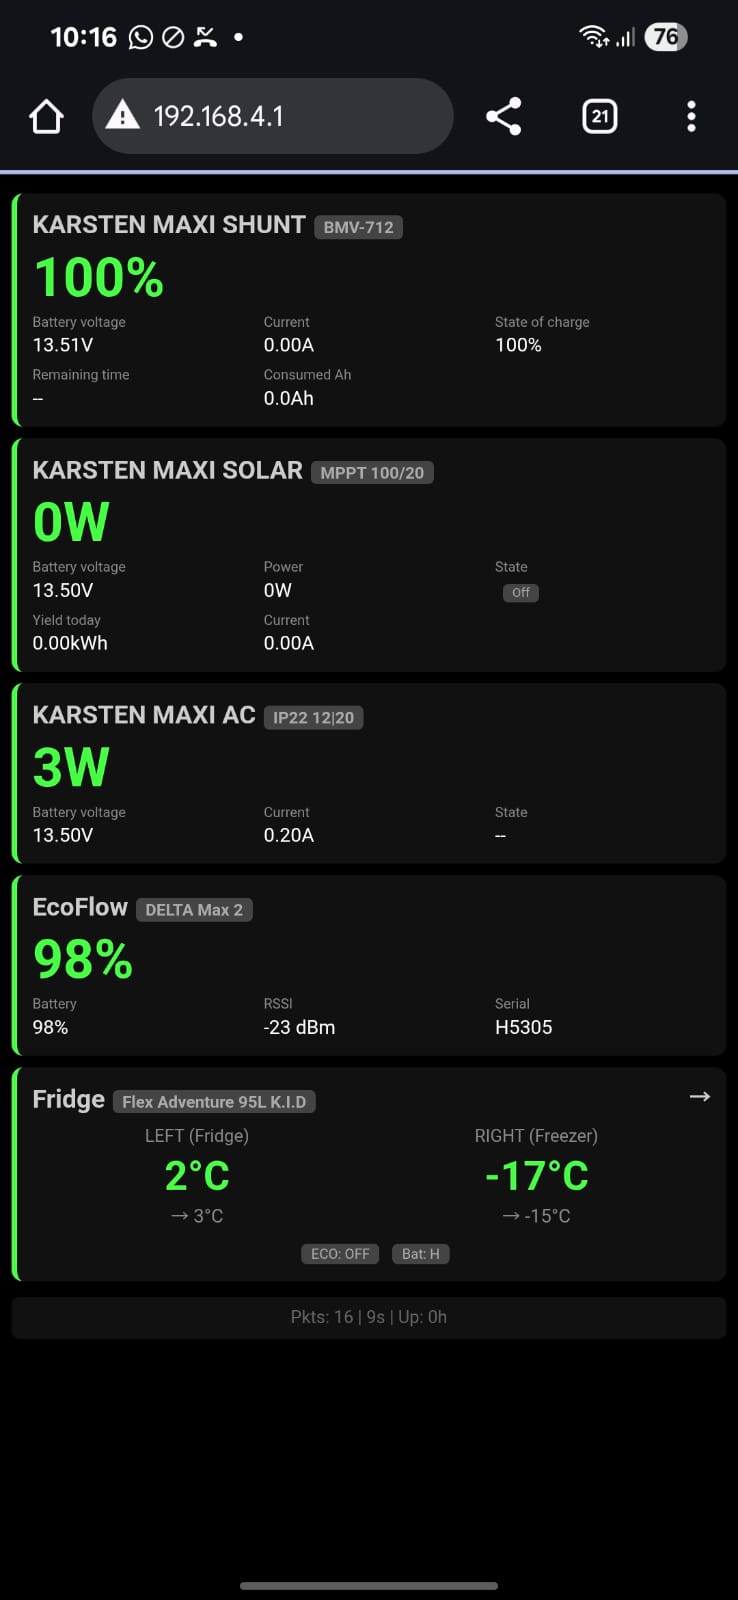 10:16
76
192.168.4.1
21
KARSTEN MAXI SHUNT BMV-712
100%
Battery voltage Current State of charge
13.51V 0.00A 100%
Remaining time Consumed Ah
-- 0.0Ah
KARSTEN MAXI SOLAR MPPT 100/20
0W
Battery voltage Power State
13.50V 0W Off
Yield today Current
0.00kWh 0.00A
KARSTEN MAXI AC IP22 12|20
3W
Battery voltage Current State
13.50V 0.20A --
EcoFlow DELTA Max 2
98%
Battery RSSI Serial
98% -23 dBm H5305
Fridge Flex Adventure 95L K.I.D →
LEFT (Fridge) RIGHT (Freezer)
2°C -17°C
→ 3°C → -15°C
ECO: OFF Bat: H
Pkts: 16 | 9s | Up: 0h